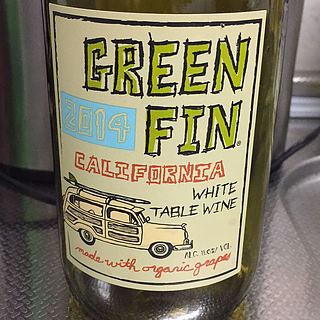 GREEN
2014 FIN®
CALIFORNIA
WHITE
TABLE WINE
made with organic grapes